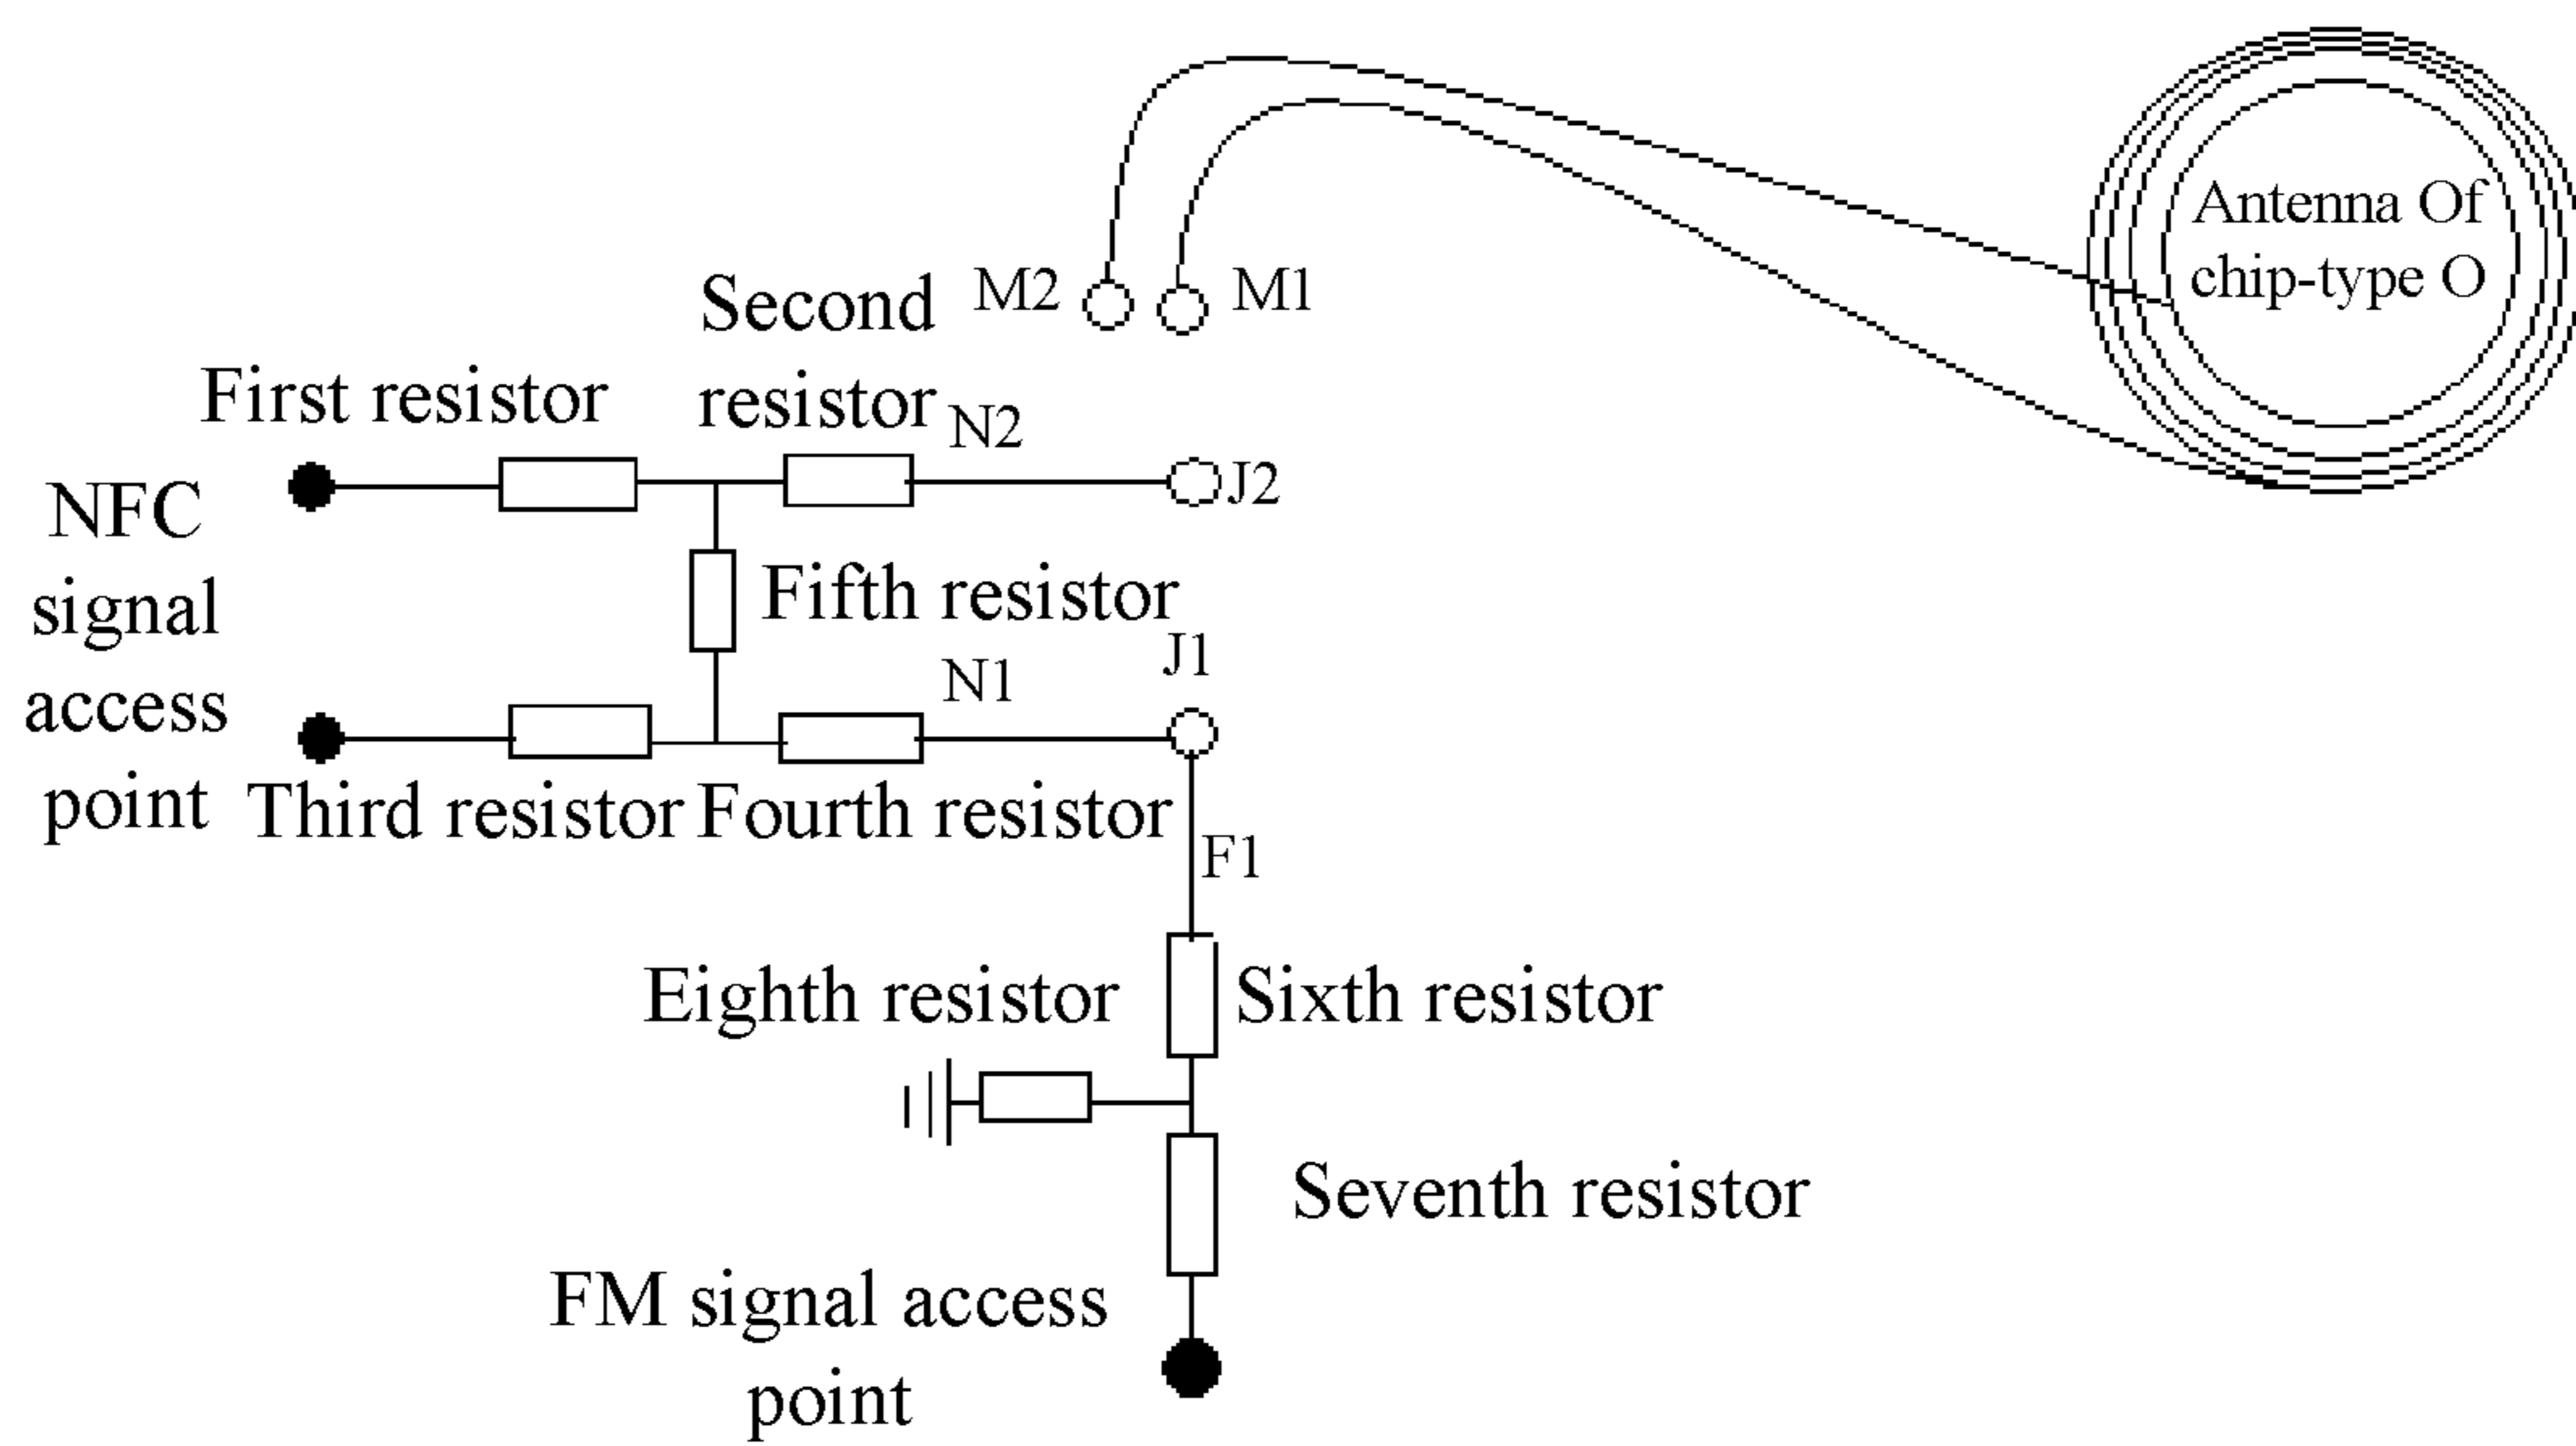 Antenna Of
chip-type O
M2
M1
Second
resistor
First resistor
N2
J2
NFC
signal
access
point
Fifth resistor
J1
N1
Third resistor
Fourth resistor
F1
Eighth resistor
Sixth resistor
Seventh resistor
FM signal access
point